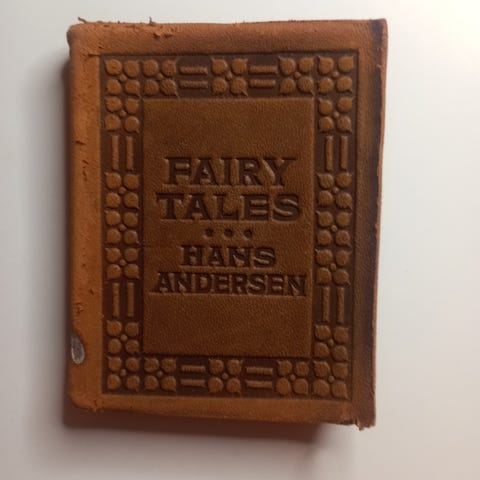 FAIRY
TALES
• • •
HANS
ANDERSEN